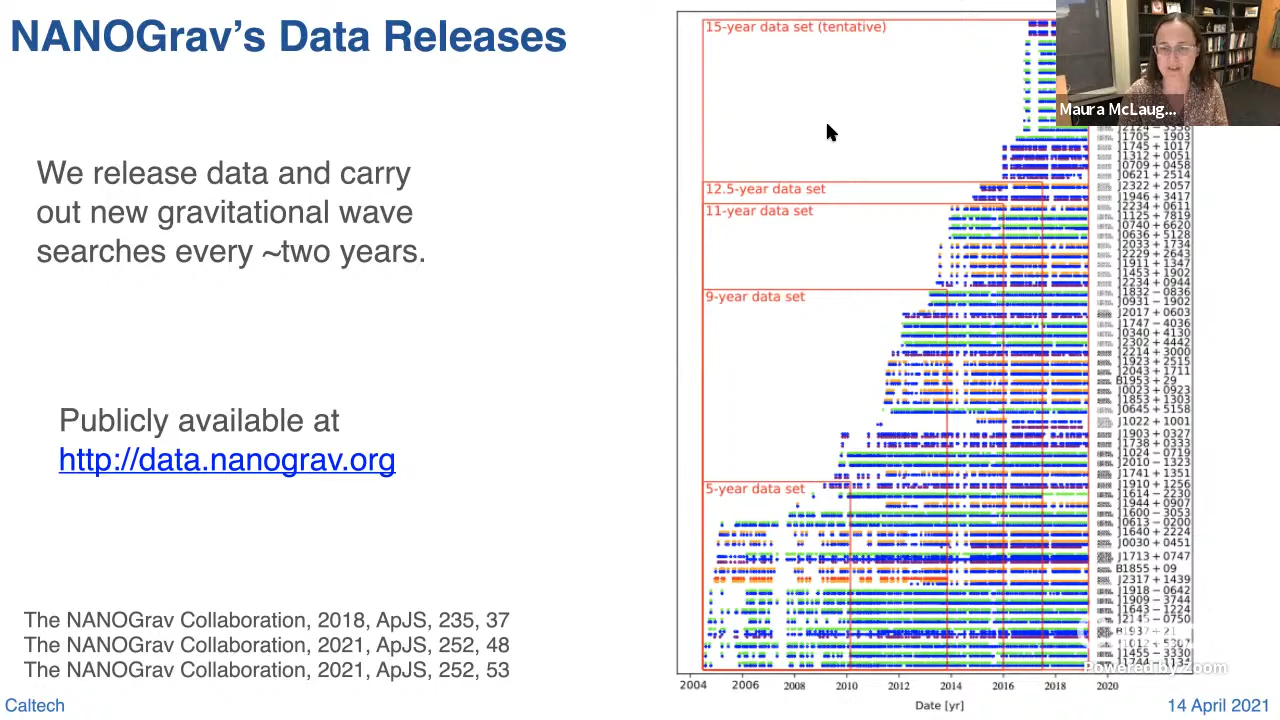 NANOGrav's Data Releases
We release data and carry
out new gravitational wave
searches every ~two years.
Publicly available at
http://data.nanograv.org
The NANOGrav Collaboration, 2018, ApJS, 235, 37
The NANOGrav Collaboration, 2021, ApJS, 252, 48
The NANOGrav Collaboration, 2021, ApJS, 252, 53
Caltech
15-year data set (tentative)
12.5-year data set
11-year data set
9-year data set
5-year data set
Maura McLaug...
J1705−1903
J1745+1017
J1312+0051
J0709+0458
J0621+2514
J2322+2057
J1946+3417
J2234+0611
J1125+7819
J0740+6620
J0636+5128
J2033+1734
J2229+2643
J1911+1347
J1453+1902
J2234+0944
J1832−0836
J0931−1902
J2017+0603
J1747−4036
J0340+4130
J2302+4442
J2214+3000
J1923+2515
J2043+1711
B1953+29
J0023+0923
J1853+1303
J0645+5158
J1022+1001
J1903+0327
J1738+0333
J1024−0719
J2010−1323
J1741+1351
J1910+1256
J1614−2230
J1944+0907
J1600−3053
J0613−0200
J1640+2224
J0030+0451
J1713+0747
B1855+09
J2317+1439
J1918−0642
J1909−3744
J1643−1224
J2145−0750
J1455−3330
Powered by Zoom
2004 2006 2008 2010 2012 2014 2016 2018 2020
Date [yr]
14 April 2021